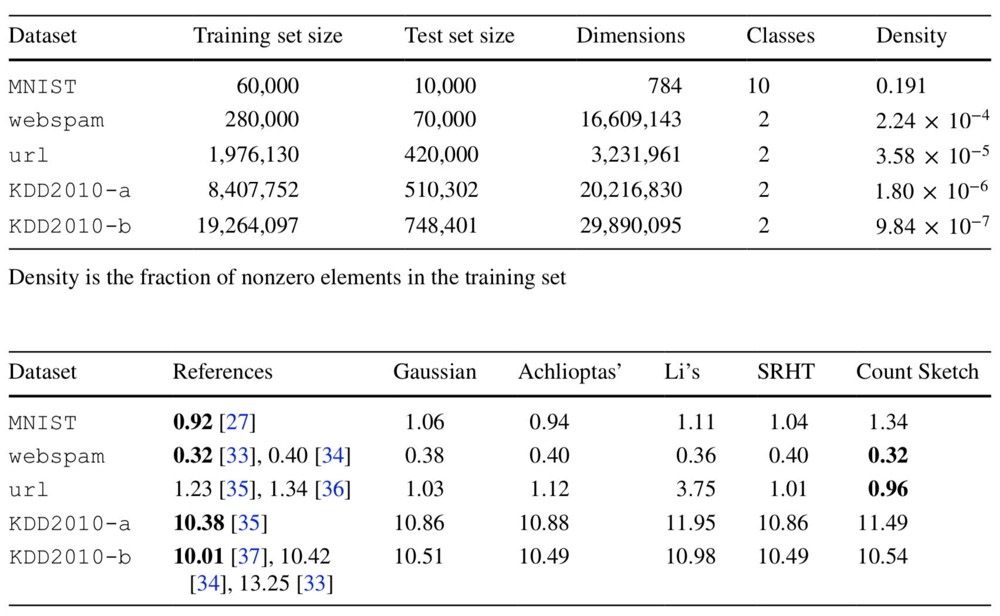 Dataset Training set size Test set size Dimensions Classes Density
MNIST 60,000 10,000 784 10 0.191
webspam 280,000 70,000 16,609,143 2 2.24 × 10⁻⁴
url 1,976,130 420,000 3,231,961 2 3.58 × 10⁻⁵
KDD2010-a 8,407,752 510,302 20,216,830 2 1.80 × 10⁻⁶
KDD2010-b 19,264,097 748,401 29,890,095 2 9.84 × 10⁻⁷
Density is the fraction of nonzero elements in the training set
Dataset References Gaussian Achlioptas’ Li’s SRHT Count Sketch
MNIST 0.92 [27] 1.06 0.94 1.11 1.04 1.34
webspam 0.32 [33], 0.40 [34] 0.38 0.40 0.36 0.40 0.32
url 1.23 [35], 1.34 [36] 1.03 1.12 3.75 1.01 0.96
KDD2010-a 10.38 [35] 10.86 10.88 11.95 10.86 11.49
KDD2010-b 10.01 [37], 10.42 10.51 10.49 10.98 10.49 10.54
[34], 13.25 [33]